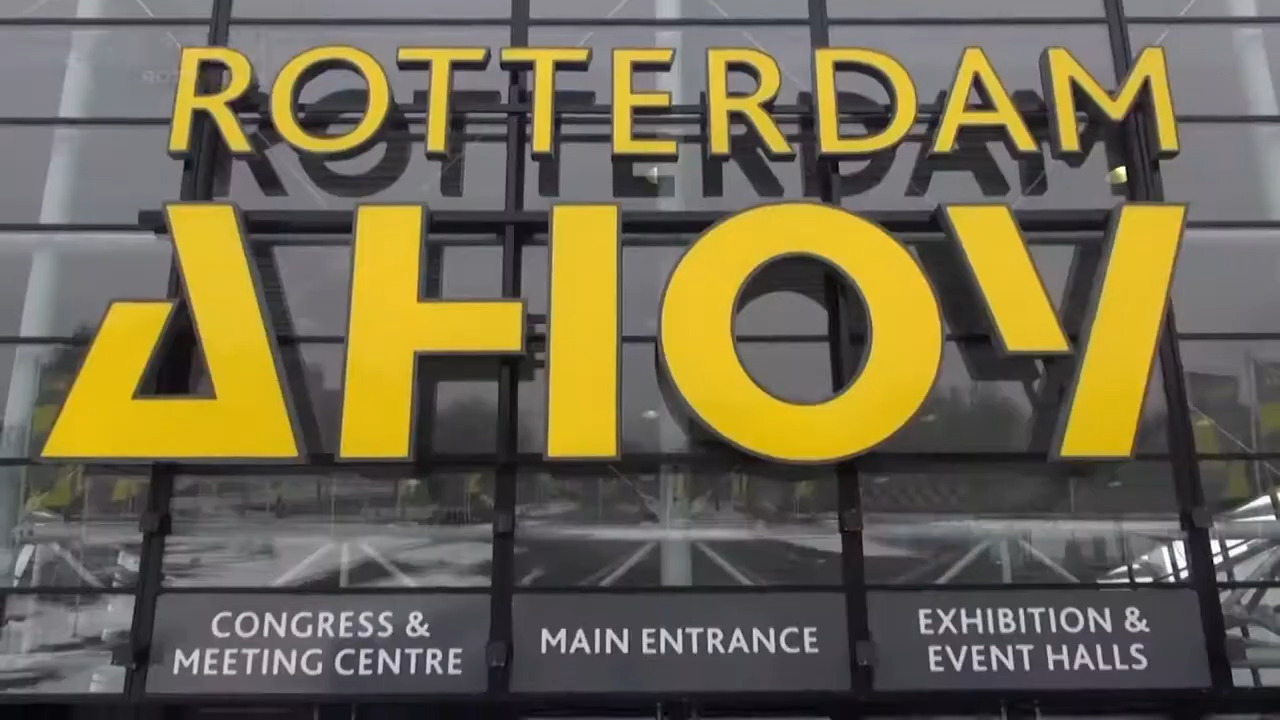 ROTTERDAM
AHOY
CONGRESS &
MEETING CENTRE
MAIN ENTRANCE
EXHIBITION &
EVENT HALLS